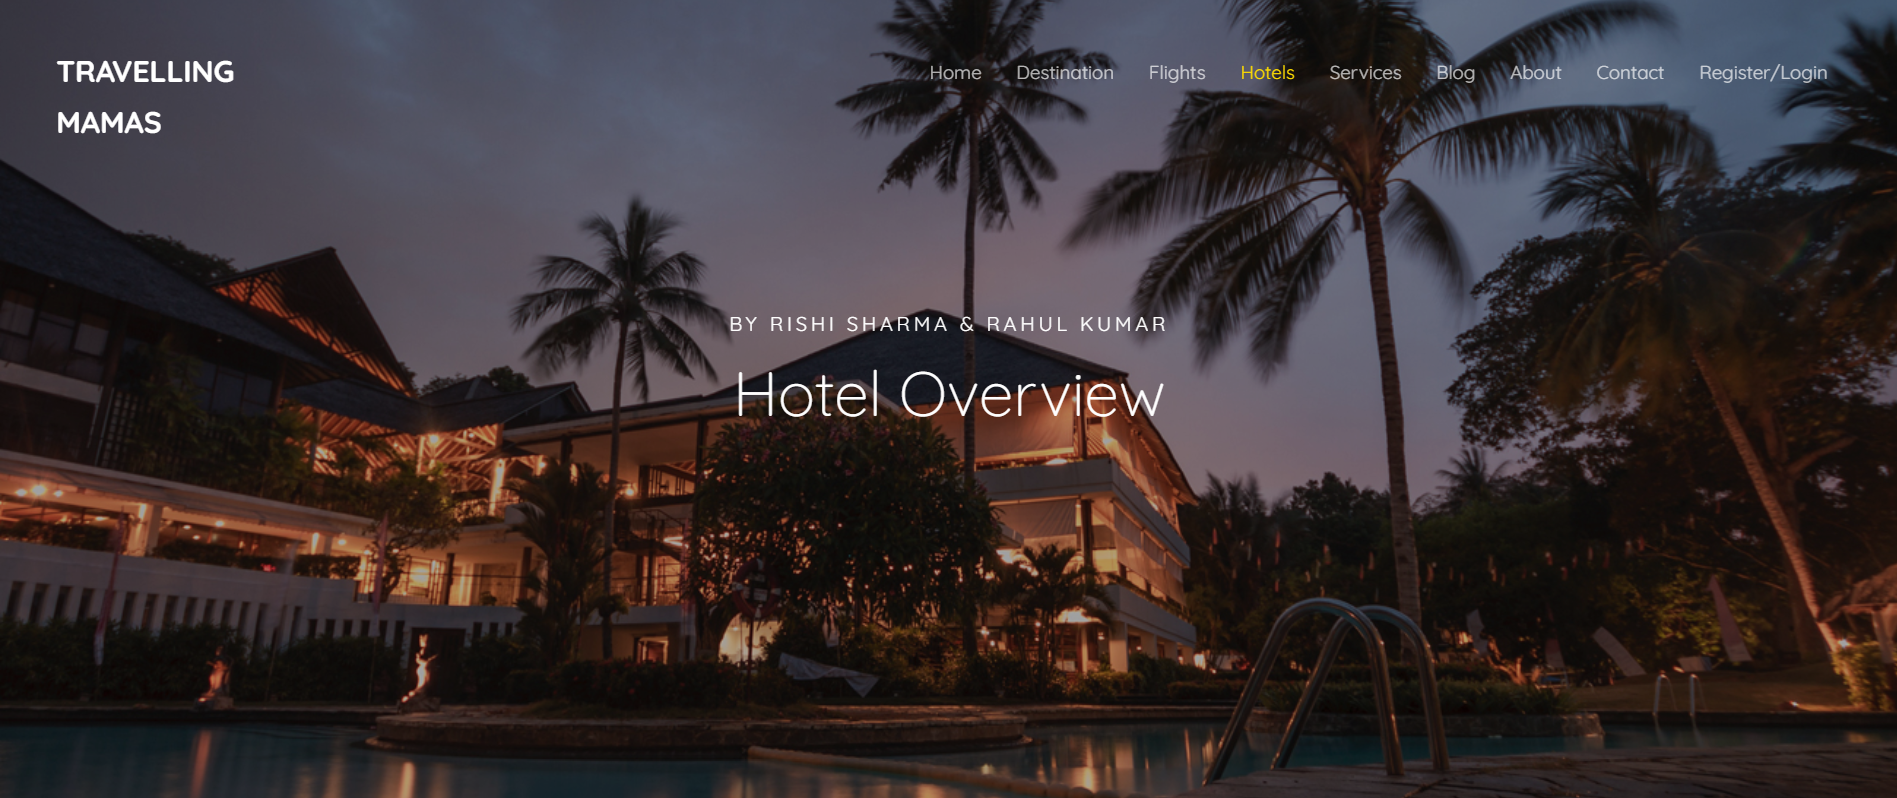 TRAVELLING
MAMAS
Home Destination Flights Hotels Services Blog About Contact Register/Login
BY RISHI SHARMA & RAHUL KUMAR
Hotel Overview